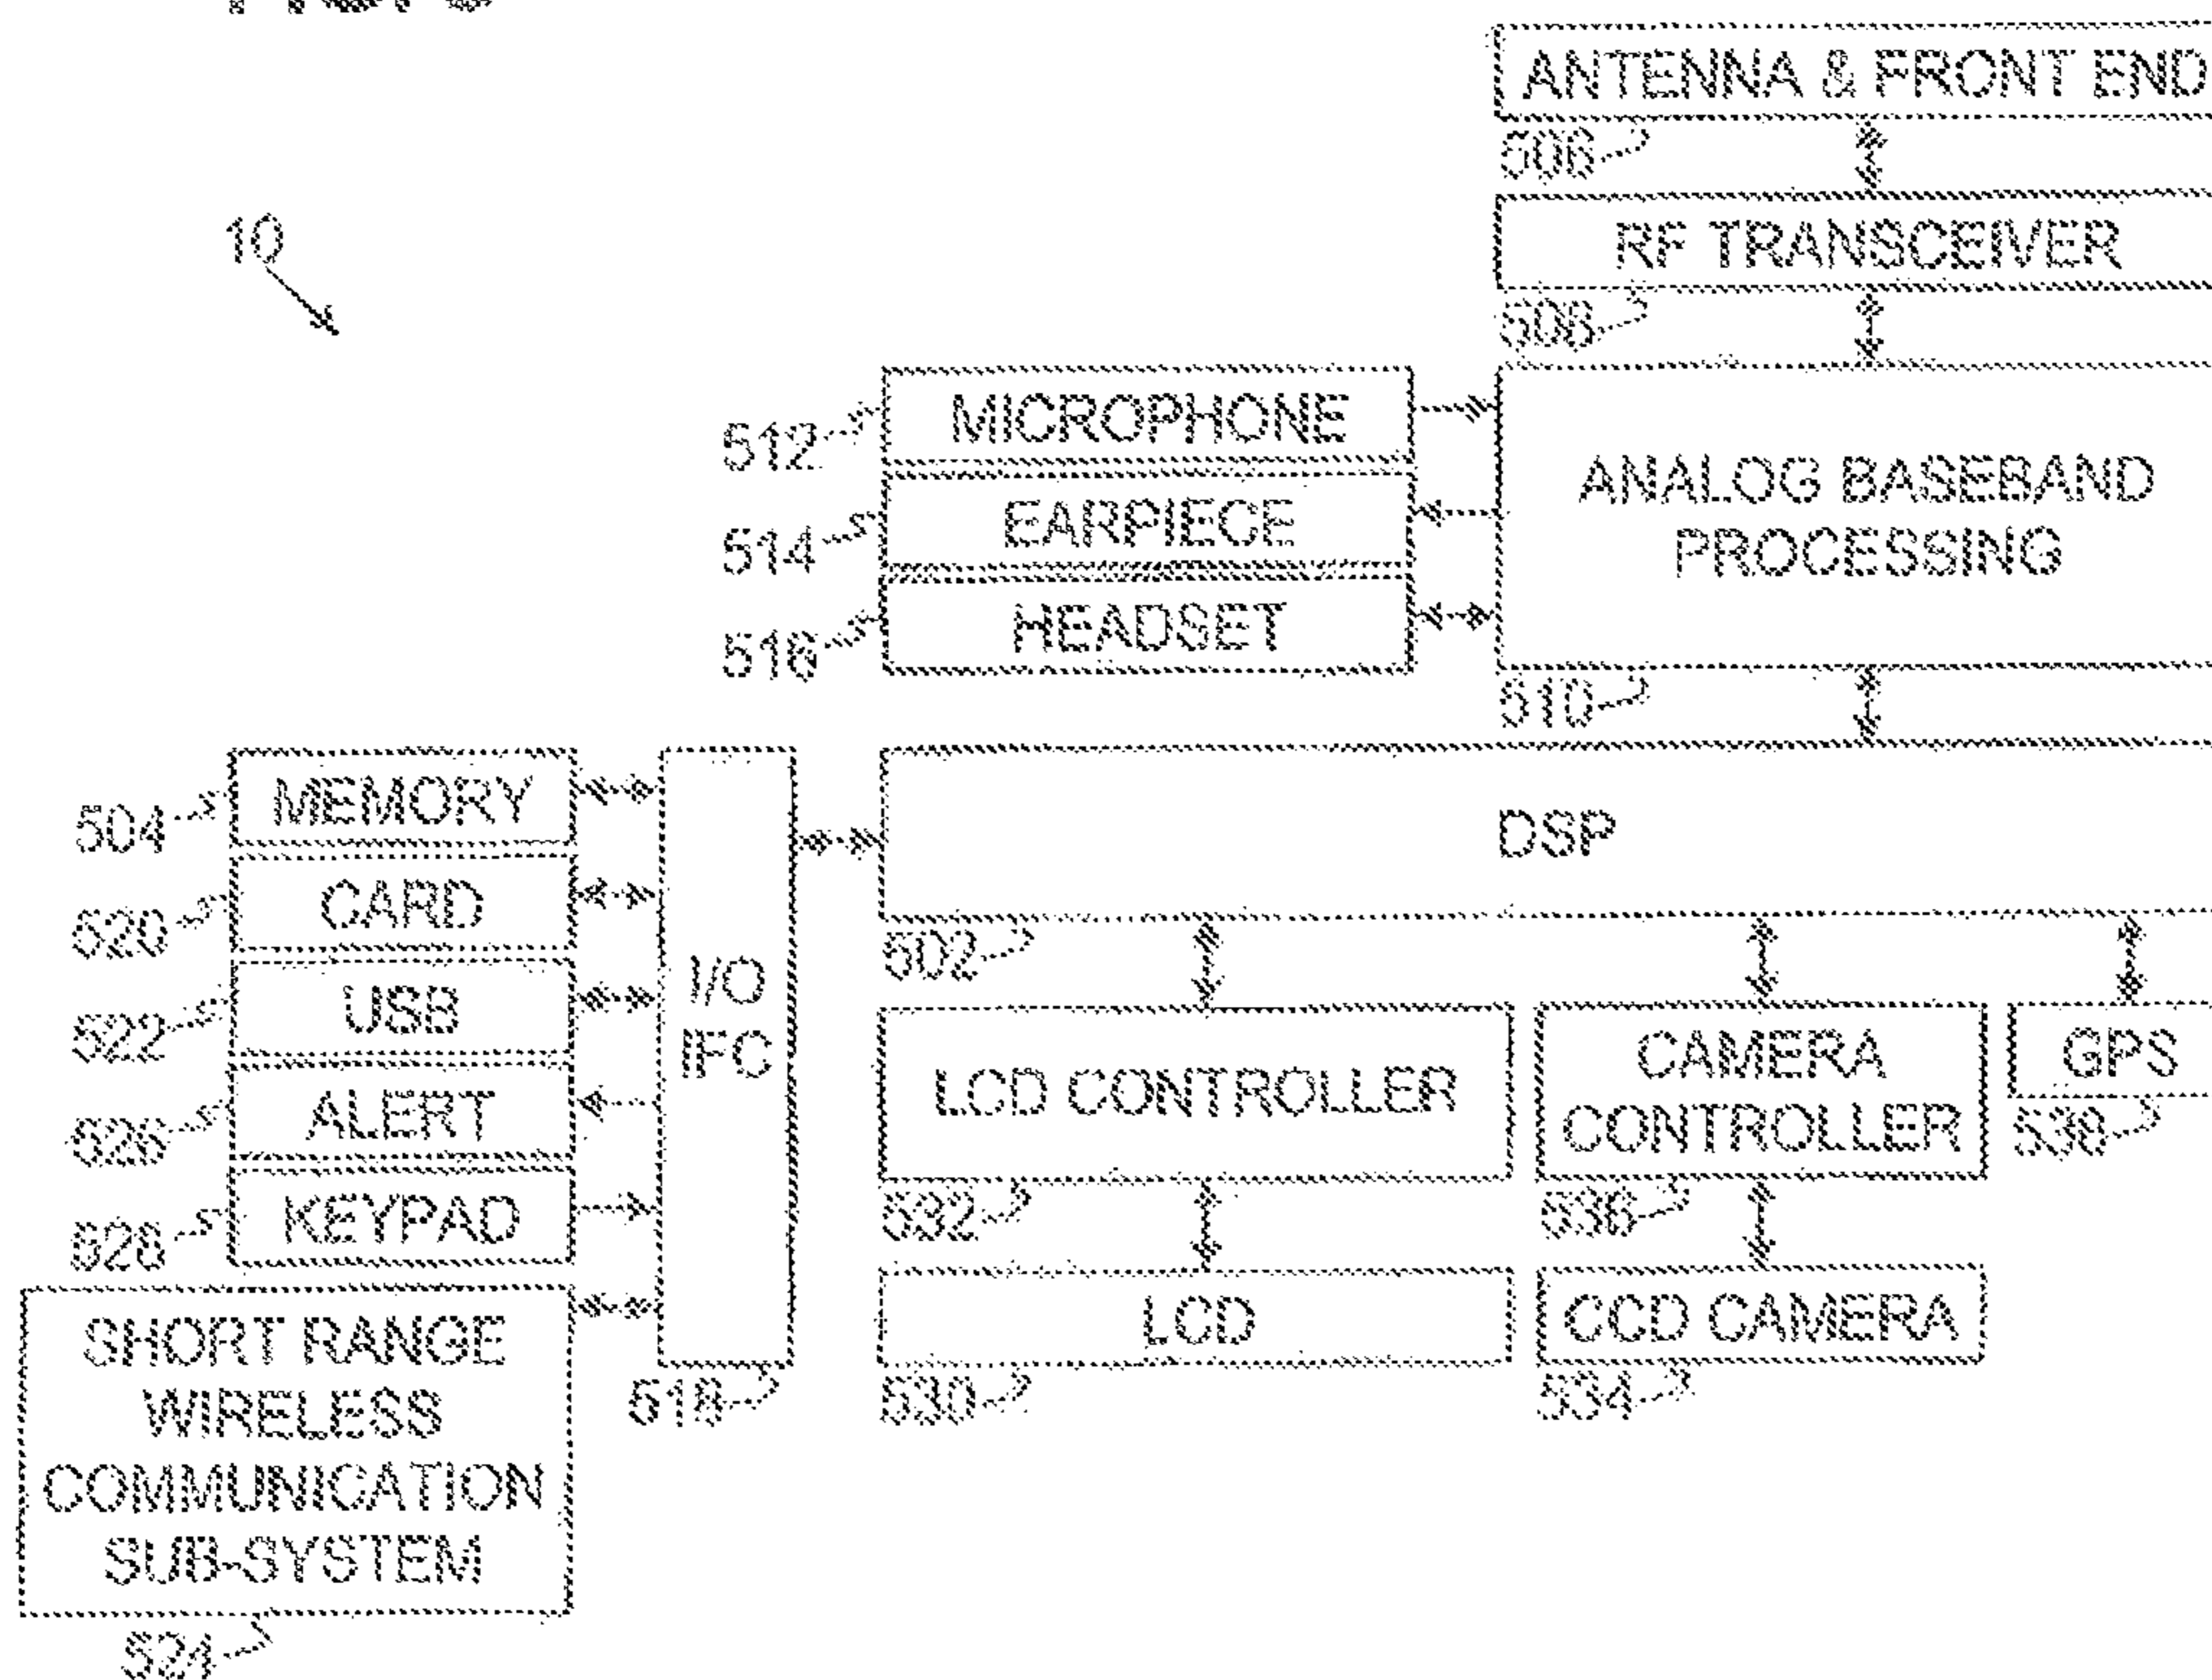 ANTENNA & FRONT END
506
10
RF TRANSCEIVER
508
512
MICROPHONE
514
EARPIECE
516
HEADSET
ANALOG BASEBAND
PROCESSING
510
504
MEMORY
520
CARD
522
USB
526
ALERT
528
KEYPAD
I/O
IFC
518
DSP
502
LCD CONTROLLER
532
LCD
530
CAMERA
CONTROLLER
536
CCD CAMERA
534
GPS
538
SHORT RANGE
WIRELESS
COMMUNICATION
SUB-SYSTEM
524